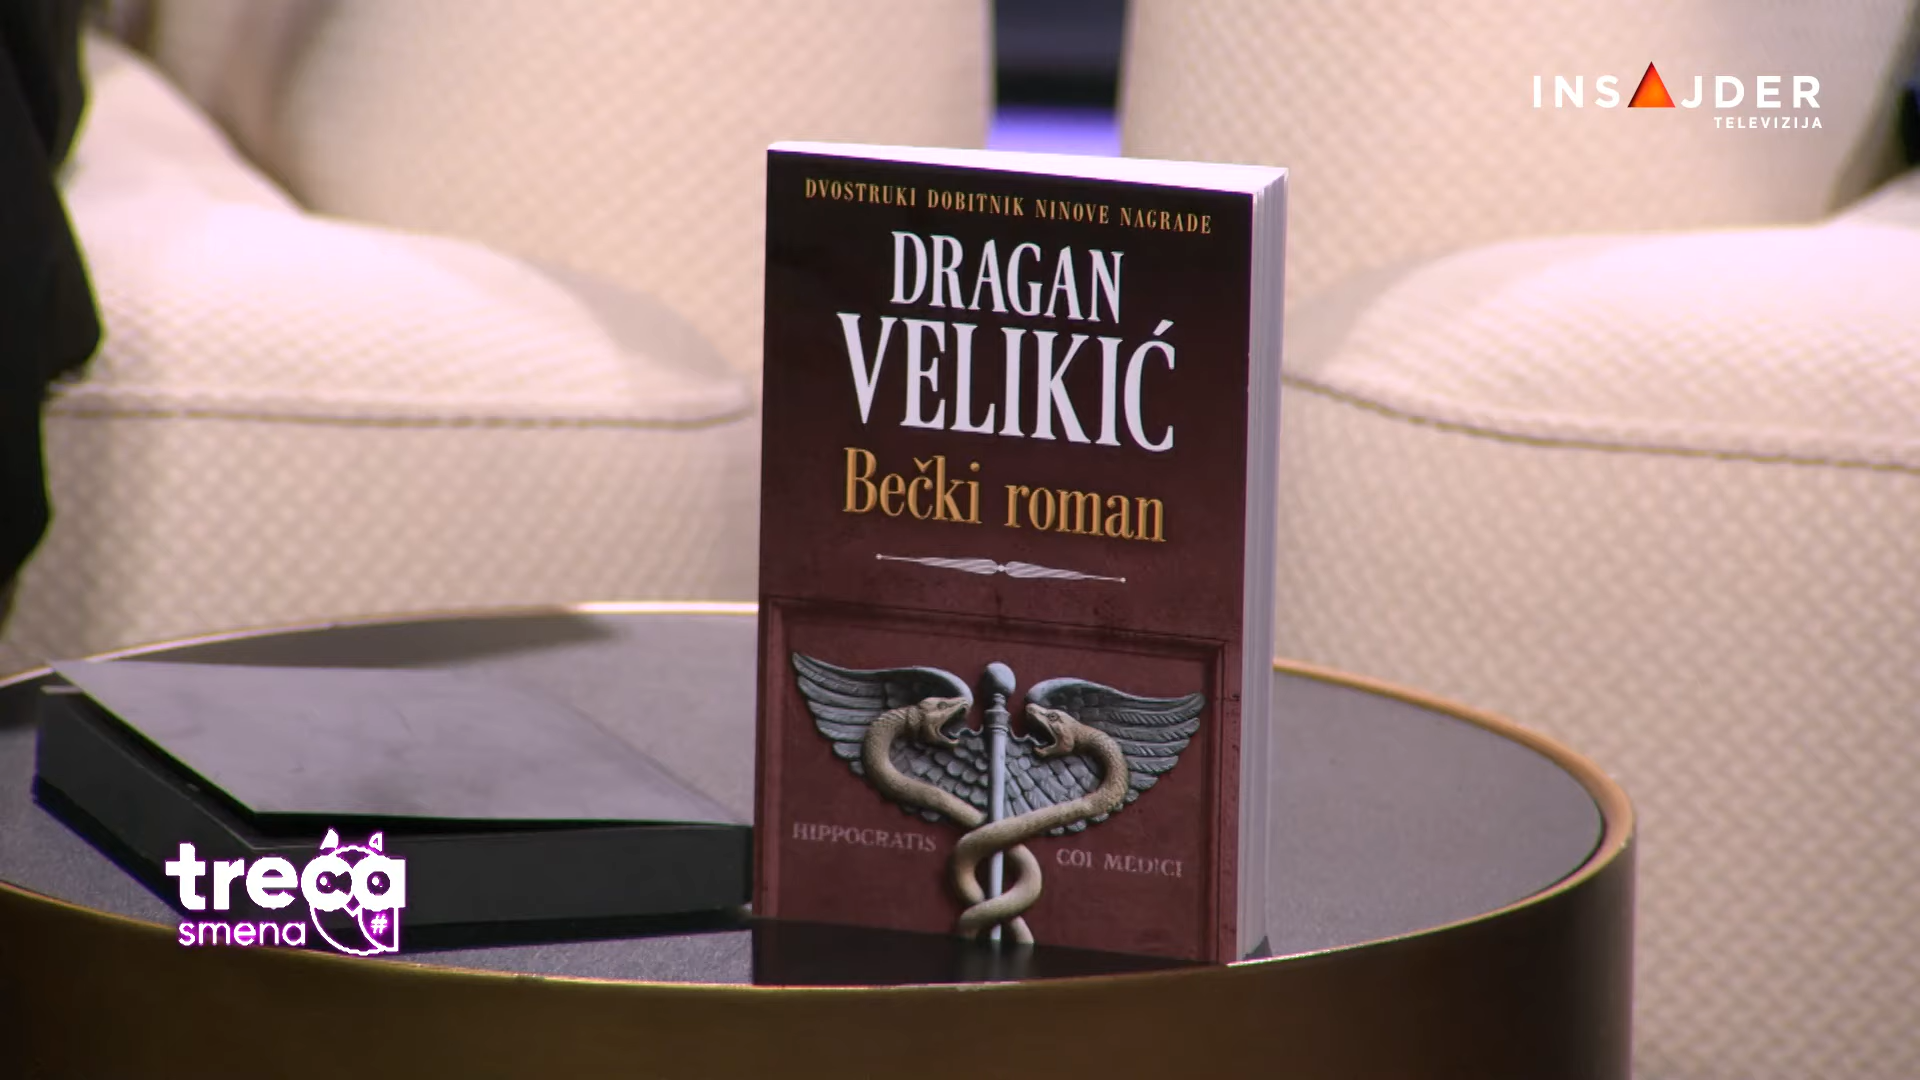 INSAJDER
TELEVIZIJA
DVOSTRUKI DOBITNIK NINOVE NAGRADE
DRAGAN
VELIKIĆ
Bečki roman
HIPPOCRATIS
COI MEDICI
treća
smena
#